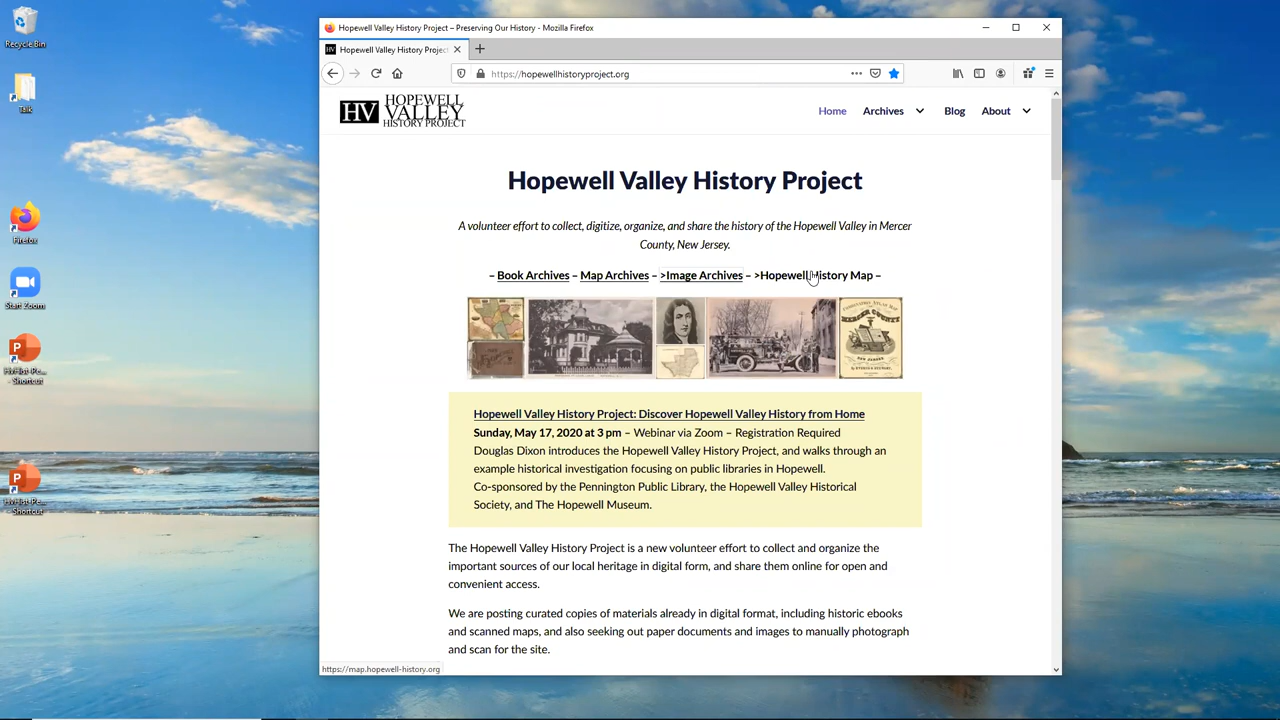 Recycle Bin
Talk
Firefox
Start Zoom
HvHist-Pe...
- Shortcut
HvHist-Pe...
- Shortcut
Hopewell Valley History Project – Preserving Our History - Mozilla Firefox
HV Hopewell Valley History Project
https://hopewellhistoryproject.org
HV HOPEWELL
VALLEY
HISTORY PROJECT
Home Archives Blog About
Hopewell Valley History Project
A volunteer effort to collect, digitize, organize, and share the history of the Hopewell Valley in Mercer
County, New Jersey.
– Book Archives – Map Archives – >Image Archives – >Hopewell History Map –
MERCER COUNTY
Hopewell Valley History Project: Discover Hopewell Valley History from Home
Sunday, May 17, 2020 at 3 pm – Webinar via Zoom – Registration Required
Douglas Dixon introduces the Hopewell Valley History Project, and walks through an
example historical investigation focusing on public libraries in Hopewell.
Co-sponsored by the Pennington Public Library, the Hopewell Valley Historical
Society, and The Hopewell Museum.
The Hopewell Valley History Project is a new volunteer effort to collect and organize the
important sources of our local heritage in digital form, and share them online for open and
convenient access.
We are posting curated copies of materials already in digital format, including historic ebooks
and scanned maps, and also seeking out paper documents and images to manually photograph
and scan for the site.
https://map.hopewell-history.org